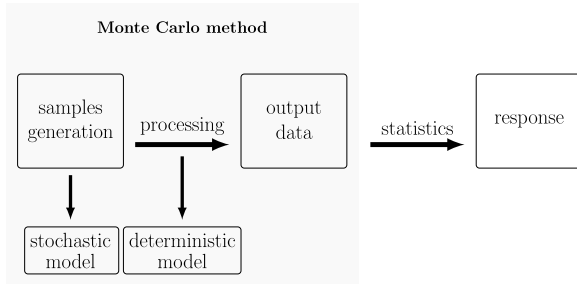 Monte Carlo method
samples
generation
processing
output
data
statistics
response
stochastic
model
deterministic
model